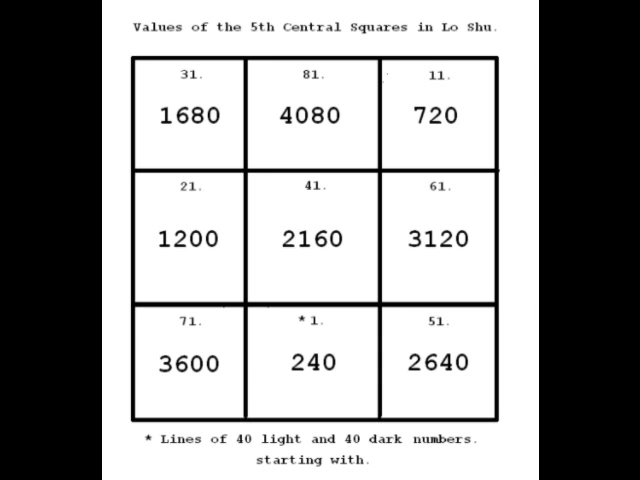 Values of the 5th Central Squares in Lo Shu.
31. 81. 11.
1680 4080 720
21. 41. 61.
1200 2160 3120
71. * 1. 51.
3600 240 2640
* Lines of 40 light and 40 dark numbers.
starting with.